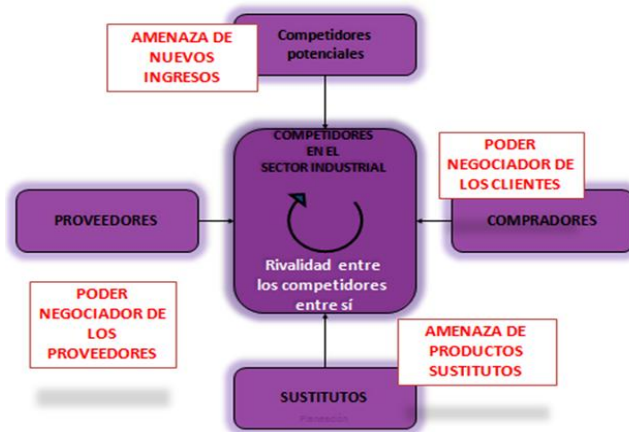 AMENAZA DE
NUEVOS
INGRESOS
Competidores
potenciales
COMPETIDORES
EN EL
SECTOR INDUSTRIAL
PODER
NEGOCIADOR DE
LOS CLIENTES
PROVEEDORES
COMPRADORES
Rivalidad entre
los competidores
entre sí
PODER
NEGOCIADOR DE
LOS
PROVEEDORES
AMENAZA DE
PRODUCTOS
SUSTITUTOS
SUSTITUTOS